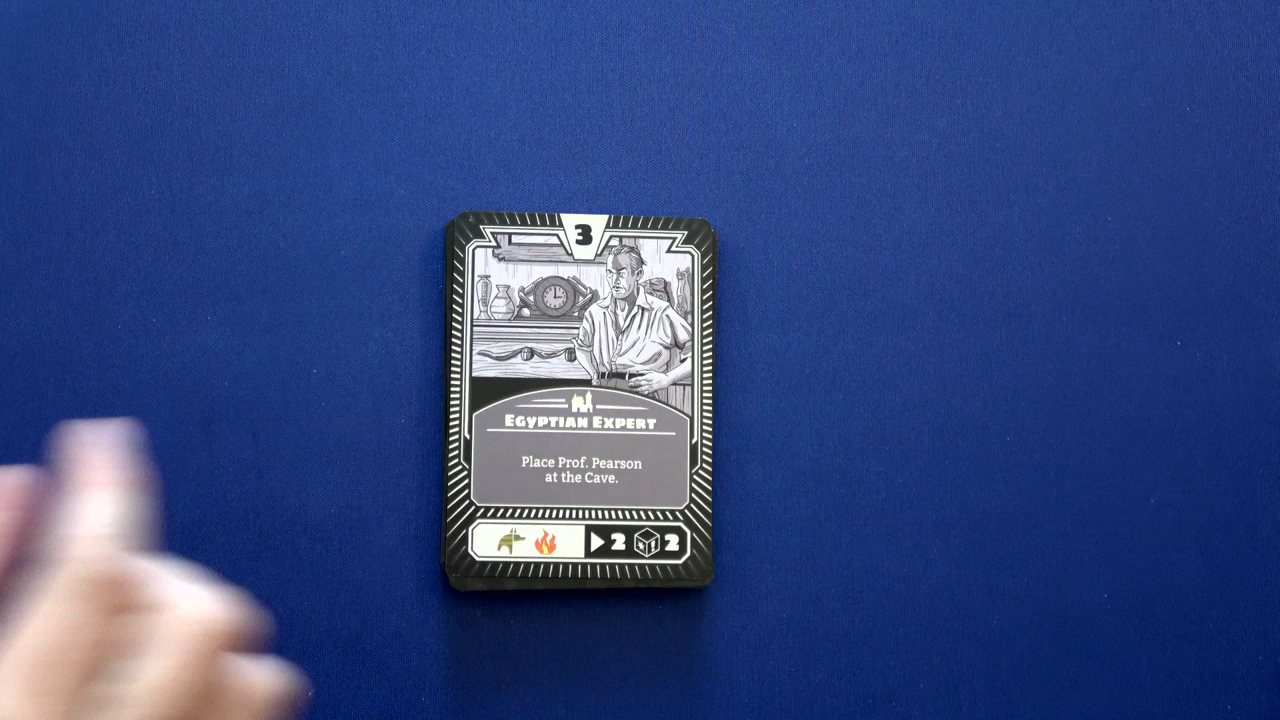 3
Egyptian Expert
Place Prof. Pearson
at the Cave.
2 2